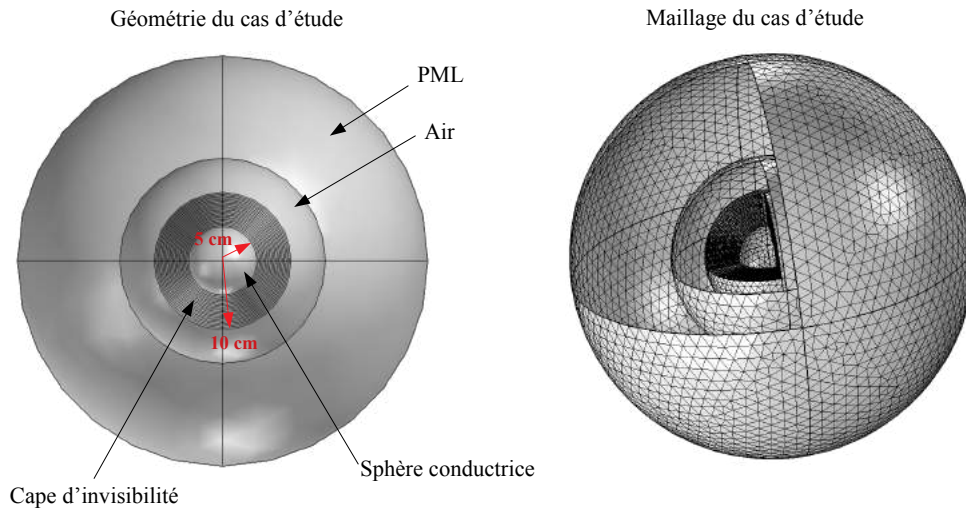 Géométrie du cas d’étude
Maillage du cas d’étude
PML
Air
5 cm
10 cm
Sphère conductrice
Cape d’invisibilité